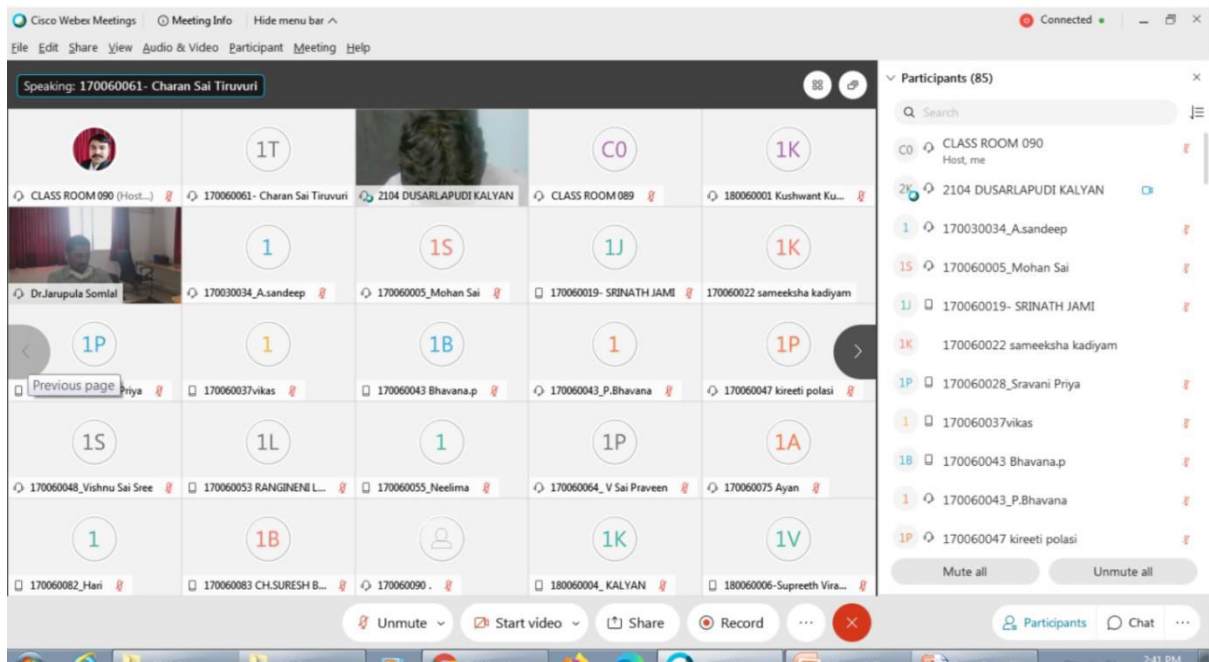 Cisco Webex Meetings Meeting Info Hide menu bar Connected
File Edit Share View Audio & Video Participant Meeting Help
Speaking: 170060061- Charan Sai Tiruvuri
1T C0 1K
CLASS ROOM 090 (Host...) 170060061- Charan Sai Tiruvuri 2104 DUSARLAPUDI KALYAN CLASS ROOM 089 180060001 Kushwant Ku...
1 1S 1J 1K
Dr.Jarupula Somlal 170030034_A.sandeep 170060005_Mohan Sai 170060019- SRINATH JAMI 170060022 sameeksha kadiyam
1P 1 1B 1 1P
Previous page Priya 170060037vikas 170060043 Bhavana.p 170060043_P.Bhavana 170060047 kireeti polasi
1S 1L 1 1P 1A
170060048_Vishnu Sai Sree 170060053 RANGINENI L... 170060055_Neelima 170060064_ V Sai Praveen 170060075 Ayan
1 1B 1K 1V
170060082_Hari 170060083 CH.SURESH B... 170060090 . 180060004_ KALYAN 180060006-Supreeth Vira...
Participants (85)
Search
C0 CLASS ROOM 090
Host, me
2K 2104 DUSARLAPUDI KALYAN
1 170030034_A.sandeep
1S 170060005_Mohan Sai
1J 170060019- SRINATH JAMI
1K 170060022 sameeksha kadiyam
1P 170060028_Sravani Priya
1 170060037vikas
1B 170060043 Bhavana.p
1 170060043_P.Bhavana
1P 170060047 kireeti polasi
Mute all Unmute all
Unmute Start video Share Record Participants Chat
2:41 PM